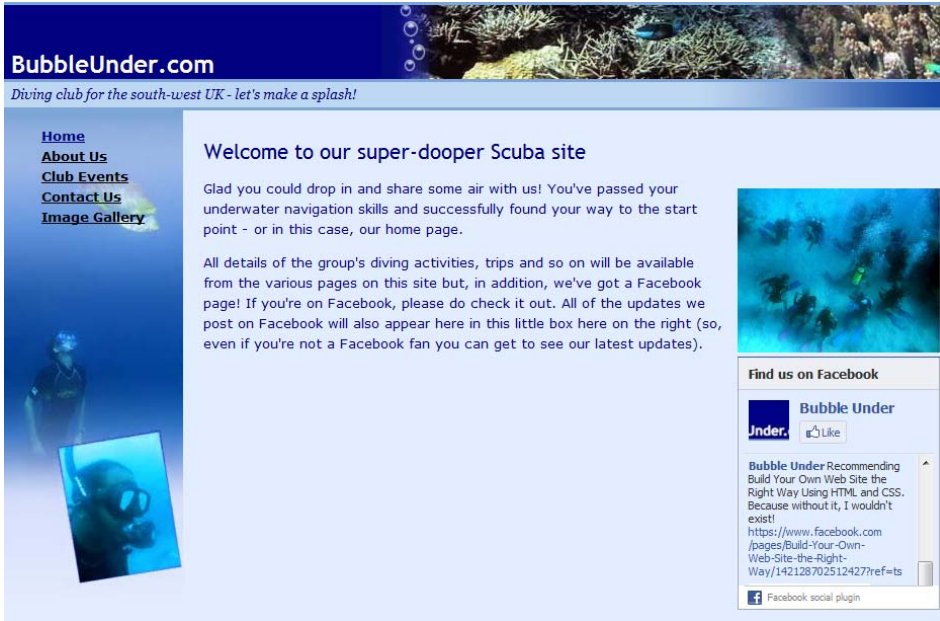 BubbleUnder.com
Diving club for the south-west UK - let's make a splash!
Home
About Us
Club Events
Contact Us
Image Gallery
Welcome to our super-dooper Scuba site
Glad you could drop in and share some air with us! You've passed your
underwater navigation skills and successfully found your way to the start
point - or in this case, our home page.
All details of the group's diving activities, trips and so on will be available
from the various pages on this site but, in addition, we've got a Facebook
page! If you're on Facebook, please do check it out. All of the updates we
post on Facebook will also appear here in this little box here on the right (so,
even if you're not a Facebook fan you can get to see our latest updates).
Find us on Facebook
Under.
Bubble Under
Like
Bubble Under Recommending
Build Your Own Web Site the
Right Way Using HTML and CSS.
Because without it, I wouldn't
exist!
https://www.facebook.com
/pages/Build-Your-Own-
Web-Site-the-Right-
Way/142128702512427?ref=ts
Facebook social plugin